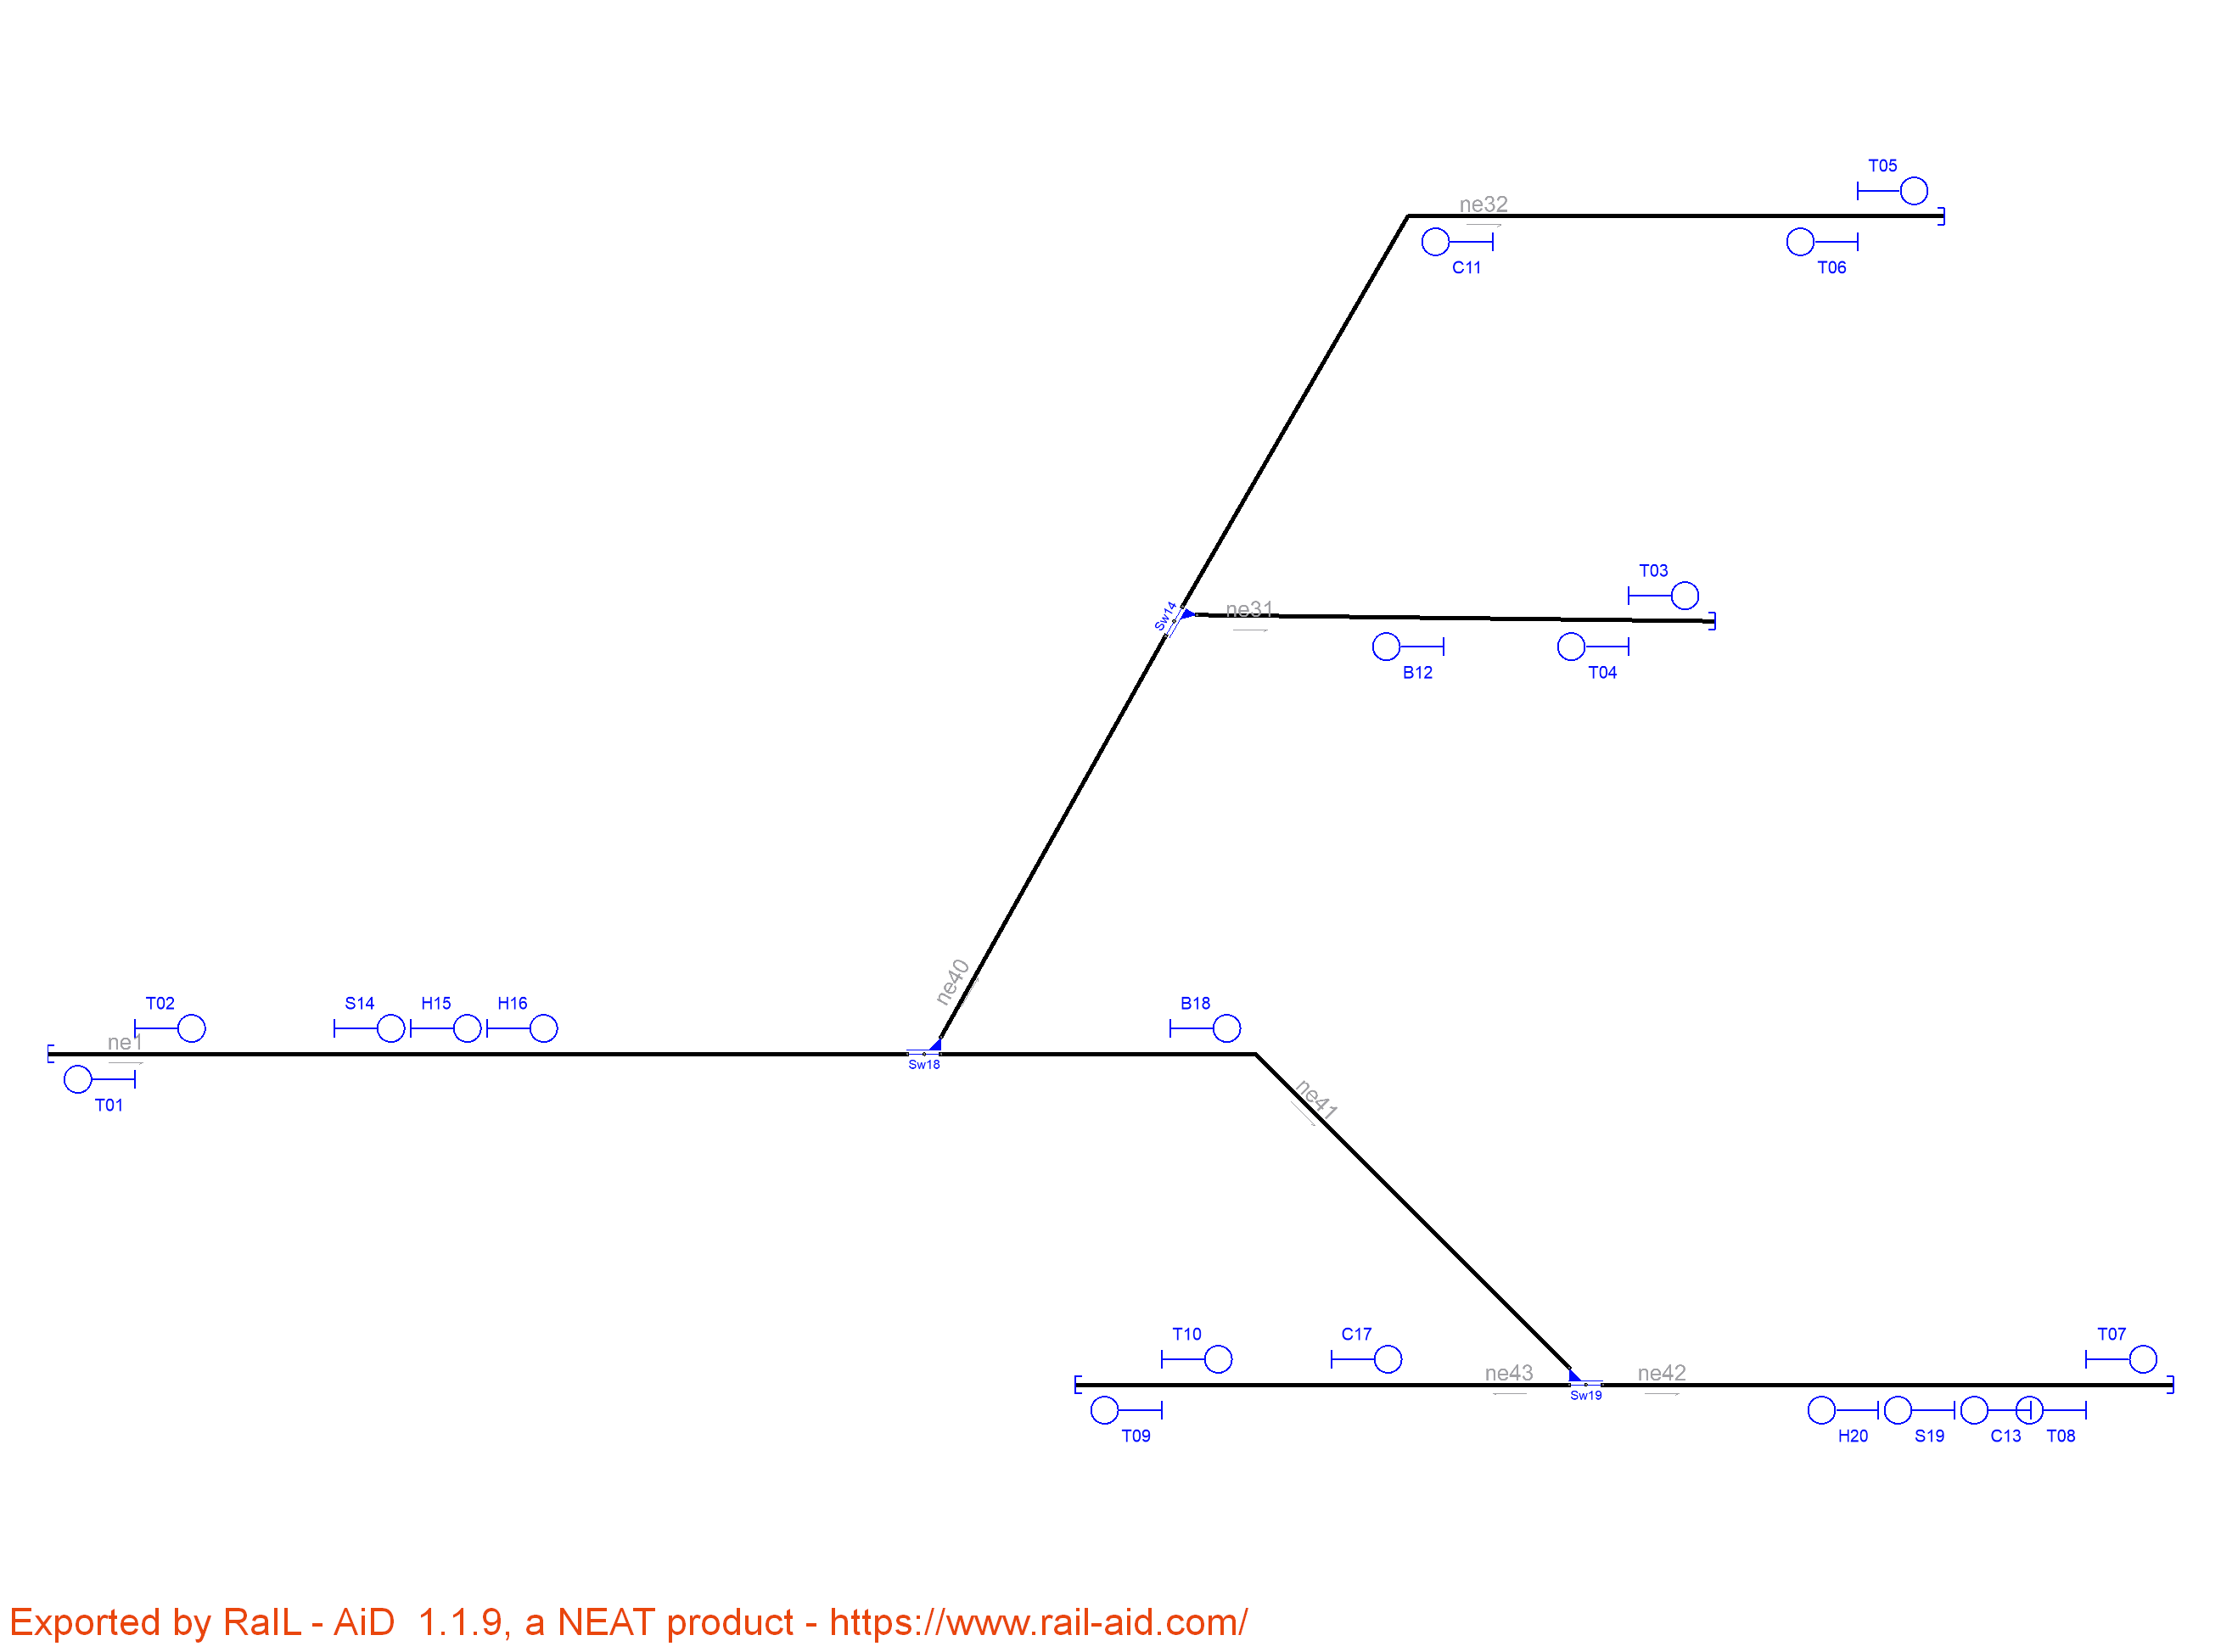 T05
ne32
C11
T06
T03
Sw14
ne31
B12
T04
ne40
T02
S14
H15
H16
B18
ne1
Sw18
T01
ne41
T10
C17
T07
ne43
ne42
Sw19
T09
H20
S19
C13
T08
Exported by RaIL - AiD 1.1.9, a NEAT product - https://www.rail-aid.com/